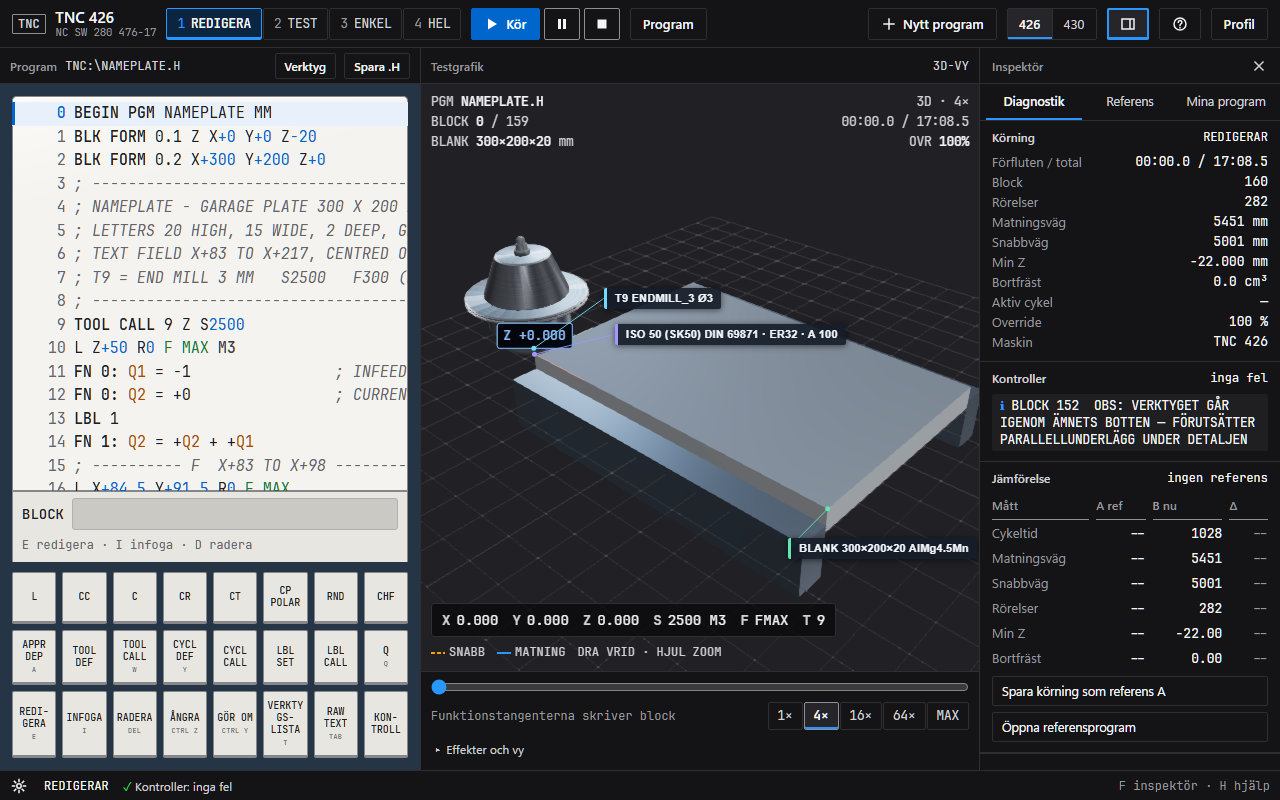 TNC TNC 426 1 REDIGERA 2 TEST 3 ENKEL 4 HEL Kör Program Nytt program 426 430 Profil
NC SW 280 476-17
Program TNC:\NAMEPLATE.H Verktyg Spara .H
0 BEGIN PGM NAMEPLATE MM
1 BLK FORM 0.1 Z X+0 Y+0 Z-20
2 BLK FORM 0.2 X+300 Y+200 Z+0
3 ; ----------------------------------
4 ; NAMEPLATE - GARAGE PLATE 300 X 200
5 ; LETTERS 20 HIGH, 15 WIDE, 2 DEEP, G
6 ; TEXT FIELD X+83 TO X+217, CENTRED O
7 ; T9 = END MILL 3 MM S2500 F300 (
8 ; ----------------------------------
9 TOOL CALL 9 Z S2500
10 L Z+50 R0 F MAX M3
11 FN 0: Q1 = -1 ; INFEED
12 FN 0: Q2 = +0 ; CURREN
13 LBL 1
14 FN 1: Q2 = +Q2 + +Q1
15 ; ---------- F X+83 TO X+98 --------
16 L X+84.5 Y+91.5 R0 F MAX
BLOCK
E redigera · I infoga · D radera
L CC C CR CT CP POLAR RND CHF
APPR DEP A TOOL DEF TOOL CALL W CYCL DEF Y CYCL CALL LBL SET LBL CALL Q Q
REDI-GERA E INFOGA I RADERA DEL ÅNGRA CTRL Z GÖR OM CTRL Y VERKTYGS-LISTA T RAW TEXT TAB KON-TROLL
Testgrafik 3D-VY
PGM NAMEPLATE.H 3D · 4×
BLOCK 0 / 159 00:00.0 / 17:08.5
BLANK 300×200×20 mm OVR 100%
T9 ENDMILL_3 Ø3
Z +0.000
ISO 50 (SK50) DIN 69871 · ER32 · A 100
BLANK 300×200×20 AlMg4.5Mn
X 0.000 Y 0.000 Z 0.000 S 2500 M3 F FMAX T 9
SNABB MATNING DRA VRID · HJUL ZOOM
Funktionstangenterna skriver block 1× 4× 16× 64× MAX
Effekter och vy
Inspektör
Diagnostik Referens Mina program
Körning REDIGERAR
Förfluten / total 00:00.0 / 17:08.5
Block 160
Rörelser 282
Matningsväg 5451 mm
Snabbväg 5001 mm
Min Z -22.000 mm
Bortfräst 0.0 cm³
Aktiv cykel —
Override 100 %
Maskin TNC 426
Kontroller inga fel
i BLOCK 152 OBS: VERKTYGET GÅR
IGENOM ÄMNETS BOTTEN — FÖRUTSÄTTER
PARALLELLUNDERLÄGG UNDER DETALJEN
Jämförelse ingen referens
Mått A ref B nu Δ
Cykeltid —— 1028 ——
Matningsväg —— 5451 ——
Snabbväg —— 5001 ——
Rörelser —— 282 ——
Min Z —— -22.00 ——
Bortfräst —— 0.00 ——
Spara körning som referens A
Öppna referensprogram
REDIGERAR ✓ Kontroller: inga fel F inspektör · H hjälp